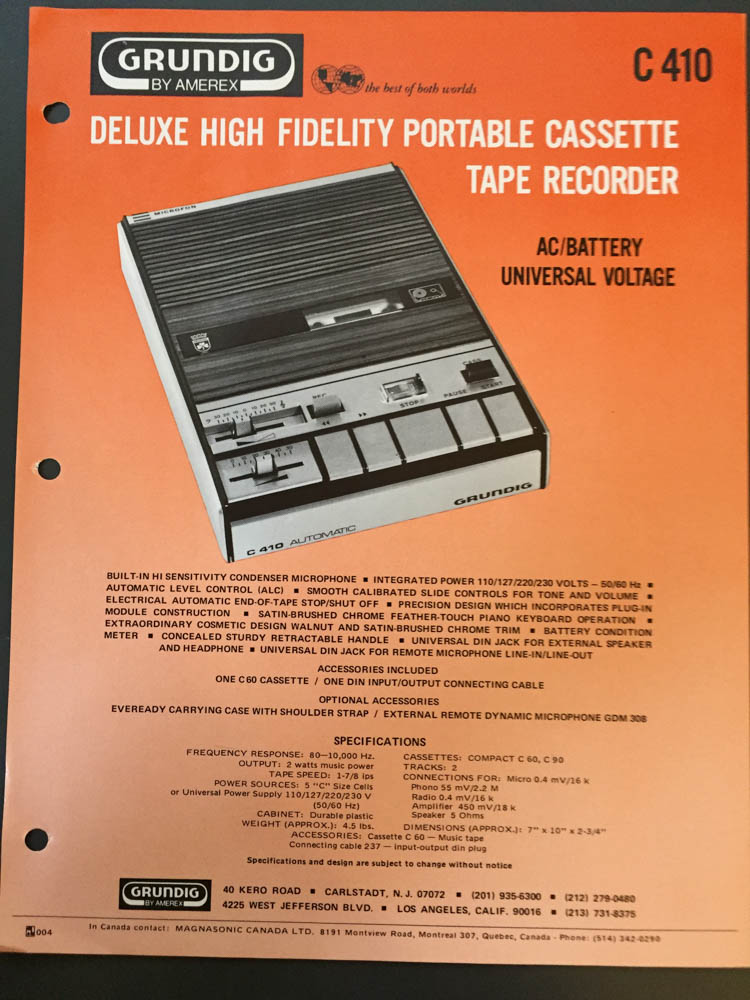 GRUNDIG
BY AMEREX
the best of both worlds
C 410
DELUXE HIGH FIDELITY PORTABLE CASSETTE
TAPE RECORDER
AC/BATTERY
UNIVERSAL VOLTAGE
MICROFON
CASS
REC
STOP
PAUSE
START
GRUNDIG
C 410 AUTOMATIC
BUILT-IN HI SENSITIVITY CONDENSER MICROPHONE ■ INTEGRATED POWER 110/127/220/230 VOLTS — 50/60 Hz ■
AUTOMATIC LEVEL CONTROL (ALC) ■ SMOOTH CALIBRATED SLIDE CONTROLS FOR TONE AND VOLUME ■
ELECTRICAL AUTOMATIC END-OF-TAPE STOP/SHUT OFF ■ PRECISION DESIGN WHICH INCORPORATES PLUG-IN
MODULE CONSTRUCTION ■ SATIN-BRUSHED CHROME FEATHER-TOUCH PIANO KEYBOARD OPERATION ■
EXTRAORDINARY COSMETIC DESIGN WALNUT AND SATIN-BRUSHED CHROME TRIM ■ BATTERY CONDITION
METER ■ CONCEALED STURDY RETRACTABLE HANDLE ■ UNIVERSAL DIN JACK FOR EXTERNAL SPEAKER
AND HEADPHONE ■ UNIVERSAL DIN JACK FOR REMOTE MICROPHONE LINE-IN/LINE-OUT
ACCESSORIES INCLUDED
ONE C60 CASSETTE / ONE DIN INPUT/OUTPUT CONNECTING CABLE
OPTIONAL ACCESSORIES
EVEREADY CARRYING CASE WITH SHOULDER STRAP / EXTERNAL REMOTE DYNAMIC MICROPHONE GDM 308
SPECIFICATIONS
FREQUENCY RESPONSE: 80—10,000 Hz.
OUTPUT: 2 watts music power
TAPE SPEED: 1-7/8 ips
POWER SOURCES: 5 "C" Size Cells
or Universal Power Supply 110/127/220/230 V
(50/60 Hz)
CABINET: Durable plastic
WEIGHT (APPROX.): 4.5 lbs.
CASSETTES: COMPACT C 60, C 90
TRACKS: 2
CONNECTIONS FOR: Micro 0.4 mV/16 k
Phono 55 mV/2.2 M
Radio 0.4 mV/16 k
Amplifier 450 mV/18 k
Speaker 5 Ohms
DIMENSIONS (APPROX.): 7" x 10" x 2-3/4"
ACCESSORIES: Cassette C 60 — Music tape
Connecting cable 237 — input-output din plug
Specifications and design are subject to change without notice
GRUNDIG
BY AMEREX
40 KERO ROAD ■ CARLSTADT, N. J. 07072 ■ (201) 935-6300 ■ (212) 279-0480
4225 WEST JEFFERSON BLVD. ■ LOS ANGELES, CALIF. 90016 ■ (213) 731-8375
004
In Canada contact: MAGNASONIC CANADA LTD. 8191 Montview Road, Montreal 307, Quebec, Canada - Phone: (514) 342-0290